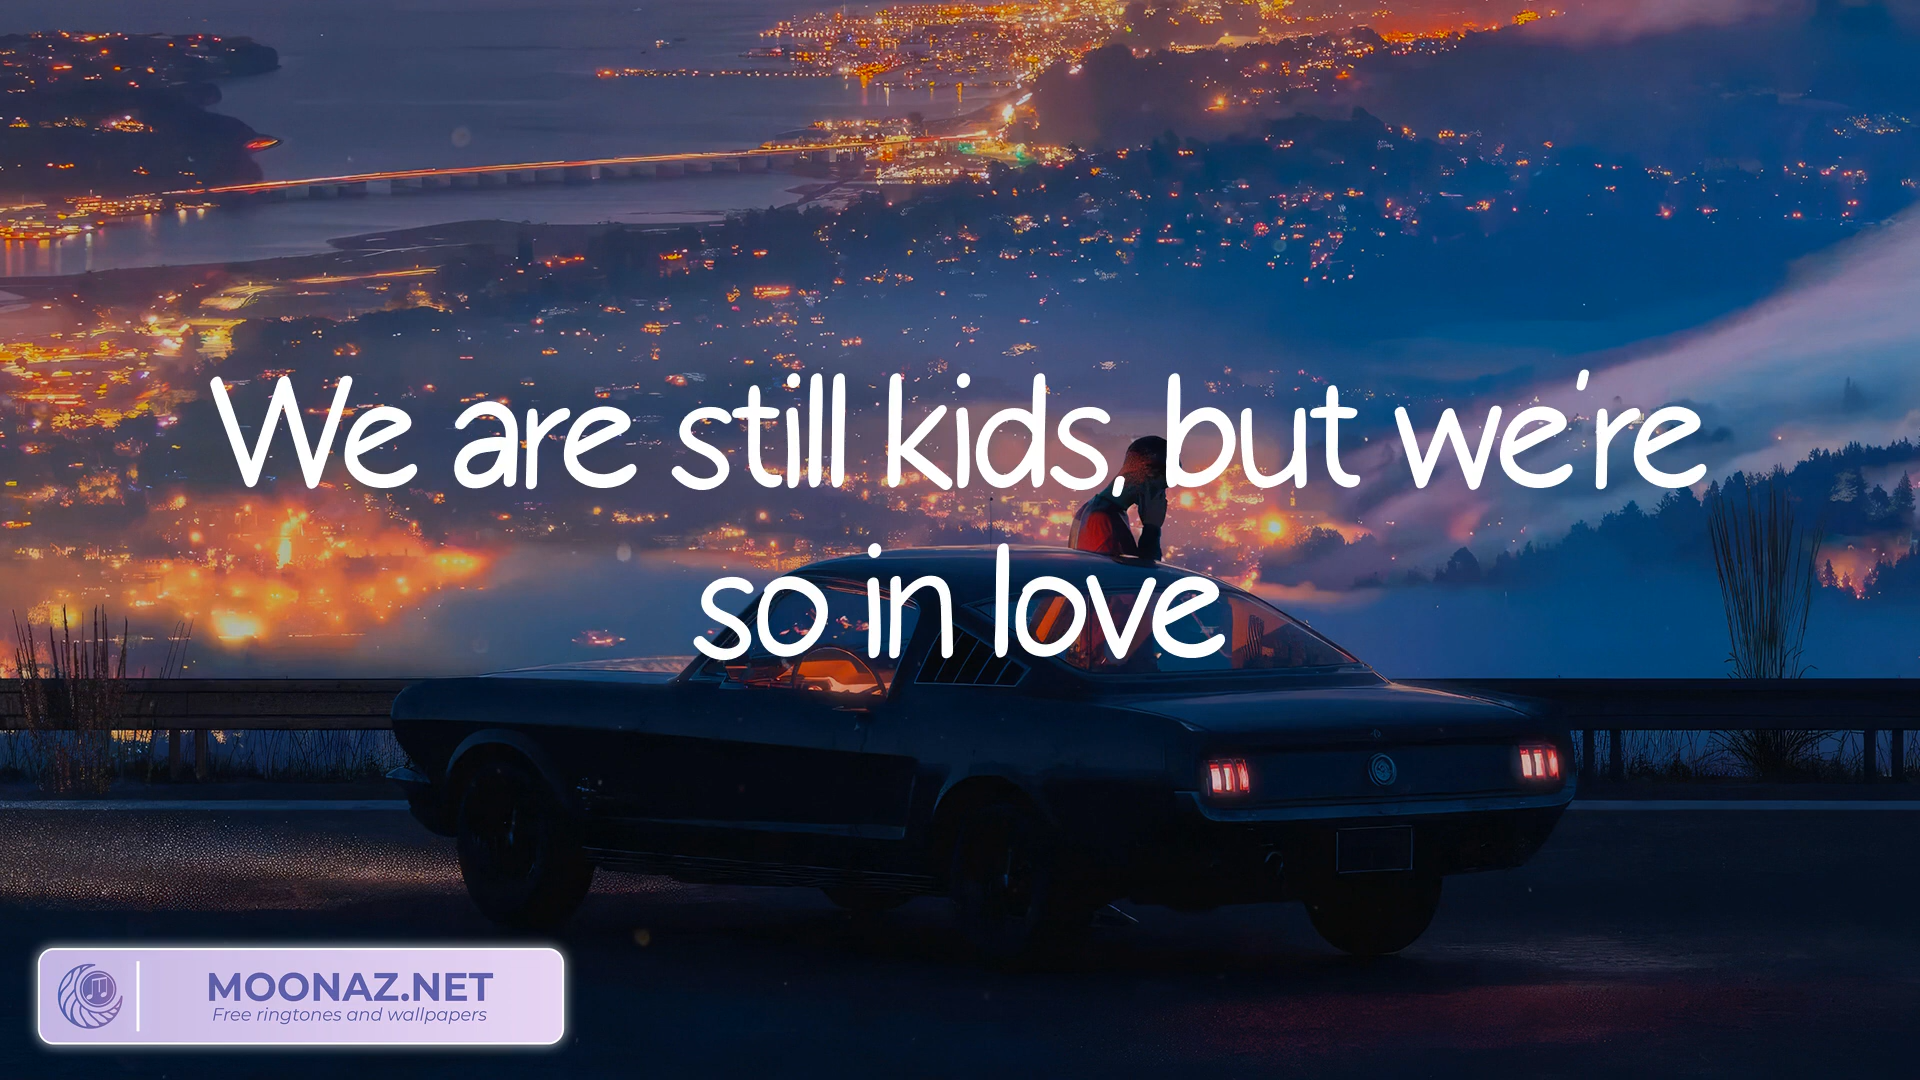 We are still kids, but we're
so in love
MOONAZ.NET
Free ringtones and wallpapers